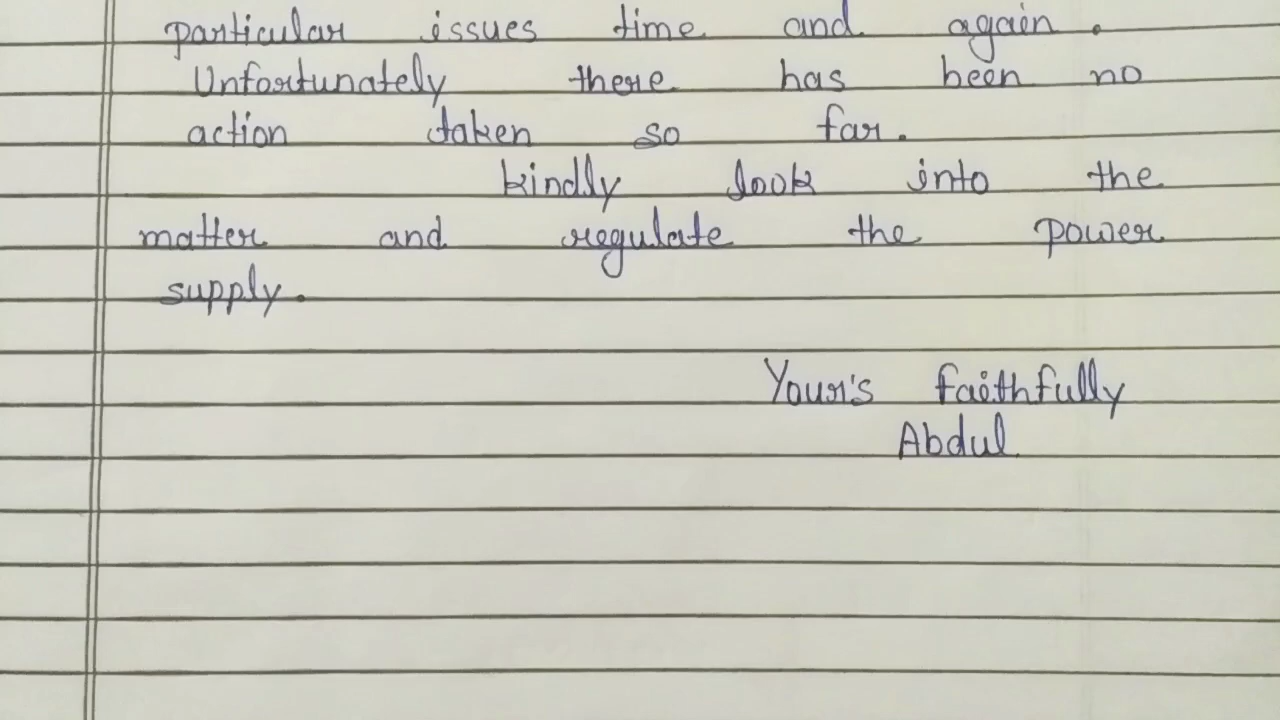 particular issues time and again.
Unfortunately there has been no
action taken so far.
kindly look into the
matter and regulate the power
supply.
Your's faithfully
Abdul